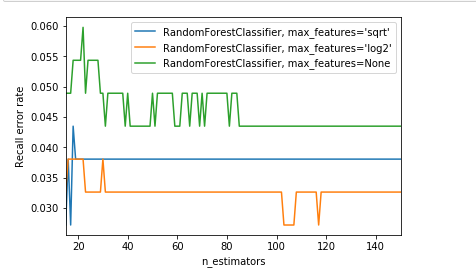 0.060
0.055
0.050
0.045
0.040
0.035
0.030
Recall error rate
RandomForestClassifier, max_features='sqrt'
RandomForestClassifier, max_features='log2'
RandomForestClassifier, max_features=None
20 40 60 80 100 120 140
n_estimators